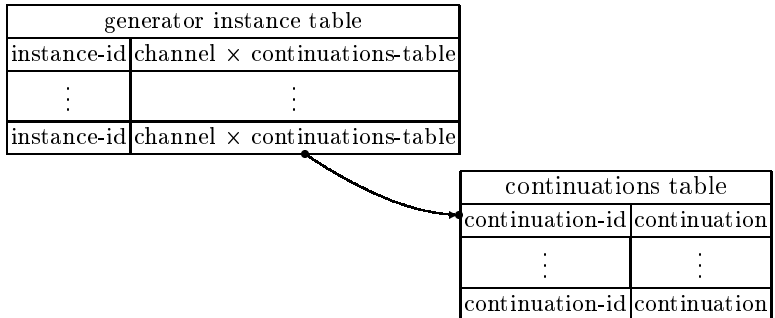 generator instance table
instance-id channel × continuations-table
⋮ ⋮
instance-id channel × continuations-table
continuations table
continuation-id continuation
⋮ ⋮
continuation-id continuation